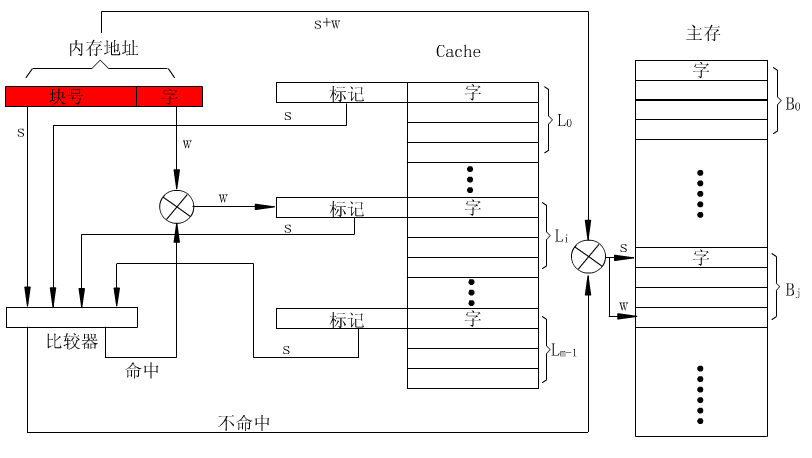 s+w
内存地址
Cache
主存
块号 字
标记 字
字
s
L0
B0
s
w
w
标记 字
s
Li
s
字
w
Bj
标记 字
s
Lm-1
比较器
命中
不命中